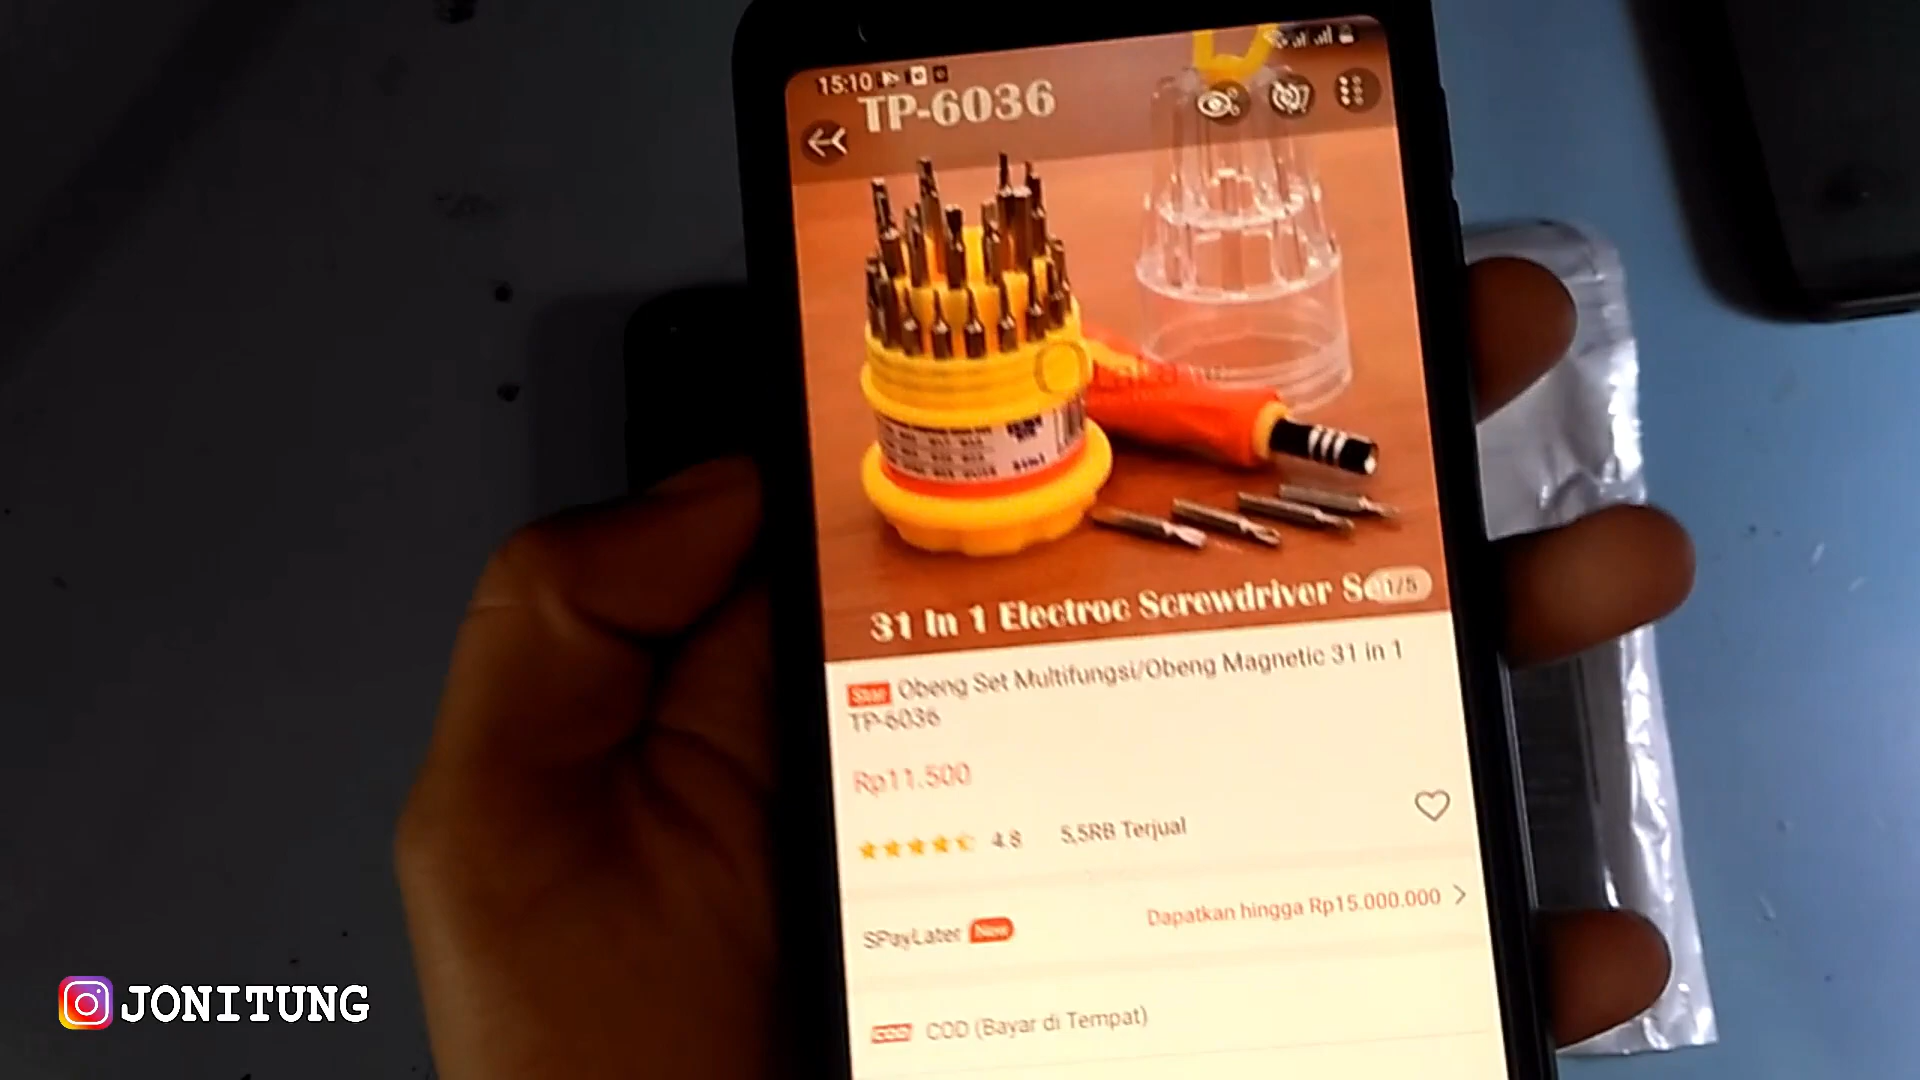 15:10
TP-6036
31 In 1 Electroc Screwdriver Se
1/5
Star Obeng Set Multifungsi/Obeng Magnetic 31 in 1
TP-6036
Rp11.500
4.8 5,5RB Terjual
SPayLater New Dapatkan hingga Rp15.000.000
COD COD (Bayar di Tempat)
JONITUNG